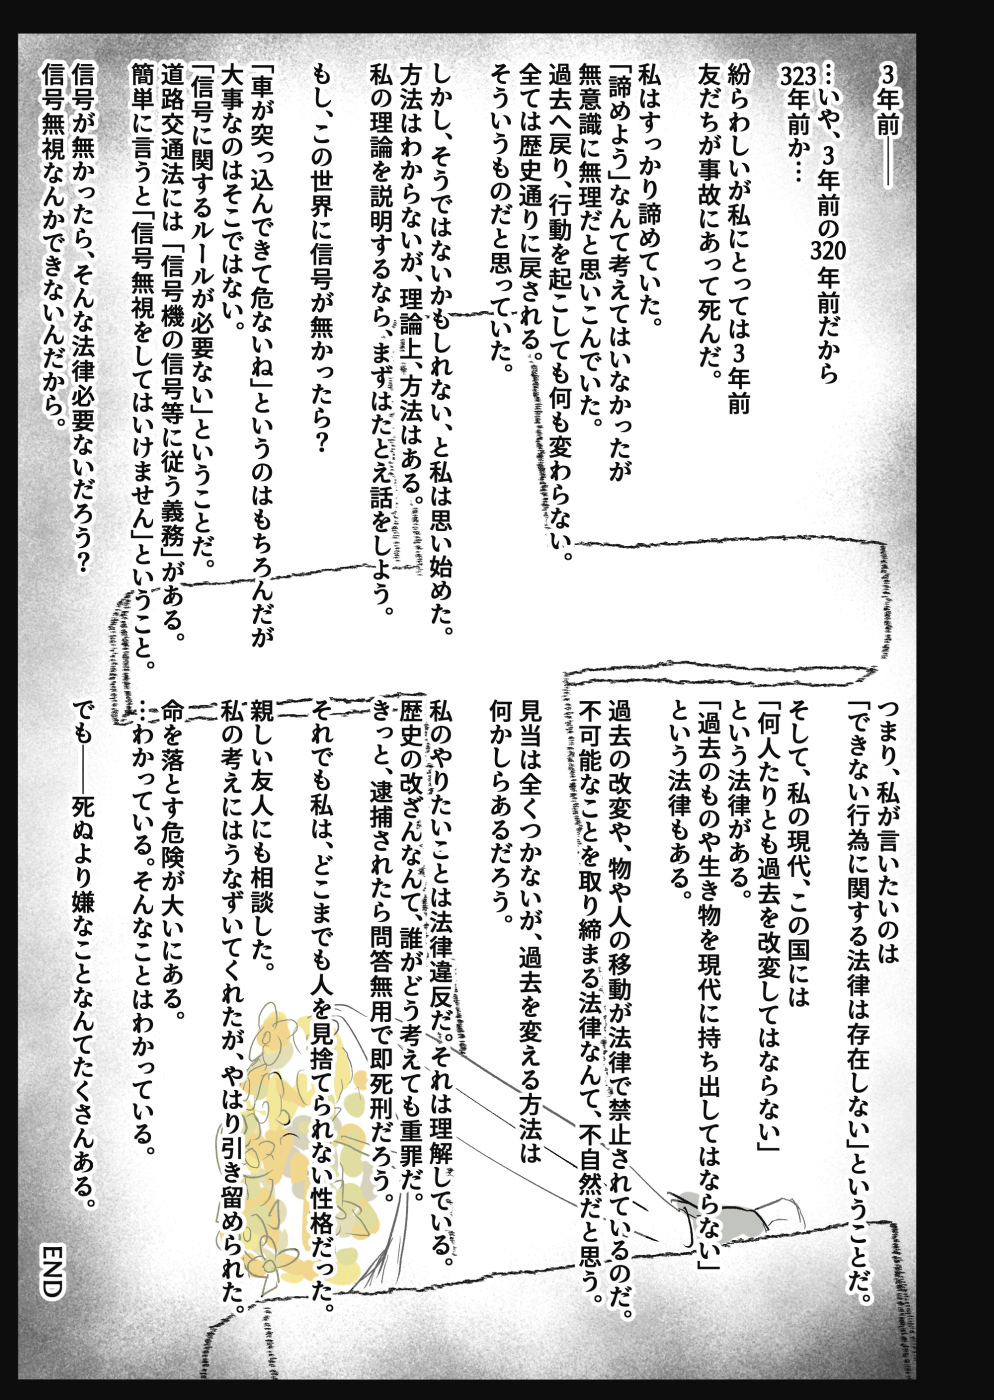 3年前――
…いや、3年前の320年前だから
323年前か…
紛らわしいが私にとっては3年前
友だちが事故にあって死んだ。
私はすっかり諦めていた。
「諦めよう」なんて考えてはいなかったが
無意識に無理だと思いこんでいた。
過去へ戻り、行動を起こしても何も変わらない。
全ては歴史通りに戻される。
そういうものだと思っていた。
しかし、そうではないかもしれない、と私は思い始めた。
方法はわからないが、理論上、方法はある。
私の理論を説明するなら、まずはたとえ話をしよう。
もし、この世界に信号が無かったら？
「車が突っ込んできて危ないね」というのはもちろんだが
大事なのはそこではない。
「信号に関するルールが必要ない」ということだ。
道路交通法には「信号機の信号等に従う義務」がある。
簡単に言うと「信号無視をしてはいけません」ということ。
信号が無かったら、そんな法律必要ないだろう？
信号無視なんかできないんだから。
つまり、私が言いたいのは
「できない行為に関する法律は存在しない」ということだ。
そして、私の現代、この国には
「何人たりとも過去を改変してはならない」
という法律がある。
「過去のものや生き物を現代に持ち出してはならない」
という法律もある。
過去の改変や、物や人の移動が法律で禁止されているのだ。
不可能なことを取り締まる法律なんて、不自然だと思う。
見当は全くつかないが、過去を変える方法は
何かしらあるだろう。
私のやりたいことは法律違反だ。それは理解している。
歴史の改ざんなんて、誰がどう考えても重罪だ。
きっと、逮捕されたら問答無用で即死刑だろう。
それでも私は、どこまでも人を見捨てられない性格だった。
親しい友人にも相談した。
私の考えにはうなずいてくれたが、やはり引き留められた。
命を落とす危険が大いにある。
…わかっている。そんなことはわかっている。
でも――死ぬより嫌なことなんてたくさんある。
END